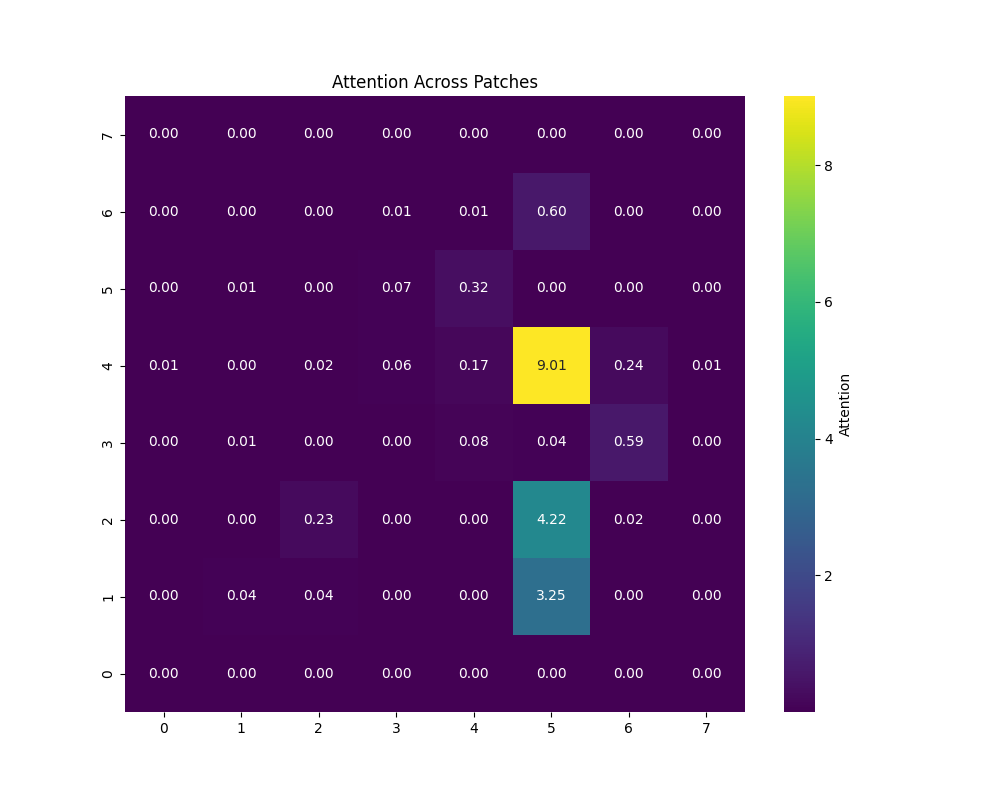 Attention Across Patches
7 0.00 0.00 0.00 0.00 0.00 0.00 0.00 0.00
8
6 0.00 0.00 0.00 0.01 0.01 0.60 0.00 0.00
5 0.00 0.01 0.00 0.07 0.32 0.00 0.00 0.00
6
4 0.01 0.00 0.02 0.06 0.17 9.01 0.24 0.01
Attention
3 0.00 0.01 0.00 0.00 0.08 0.04 0.59 0.00
4
2 0.00 0.00 0.23 0.00 0.00 4.22 0.02 0.00
2
1 0.00 0.04 0.04 0.00 0.00 3.25 0.00 0.00
0 0.00 0.00 0.00 0.00 0.00 0.00 0.00 0.00
0 1 2 3 4 5 6 7